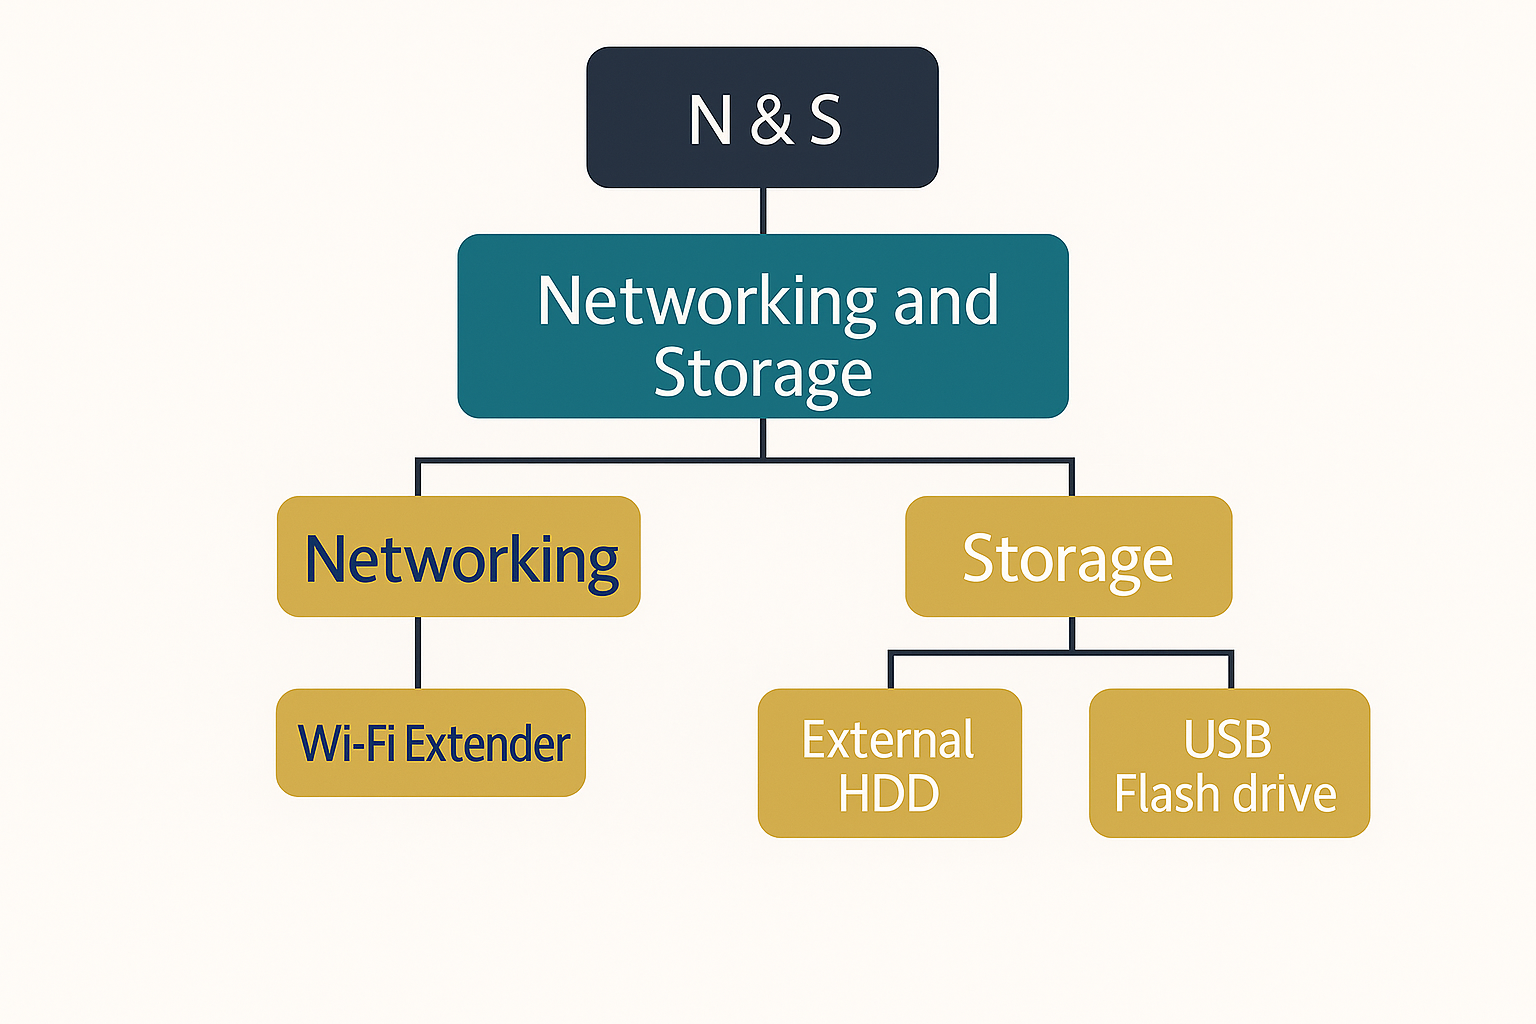 N & S
Networking and
Storage
Networking
Storage
Wi-Fi Extender
External
HDD
USB
Flash drive